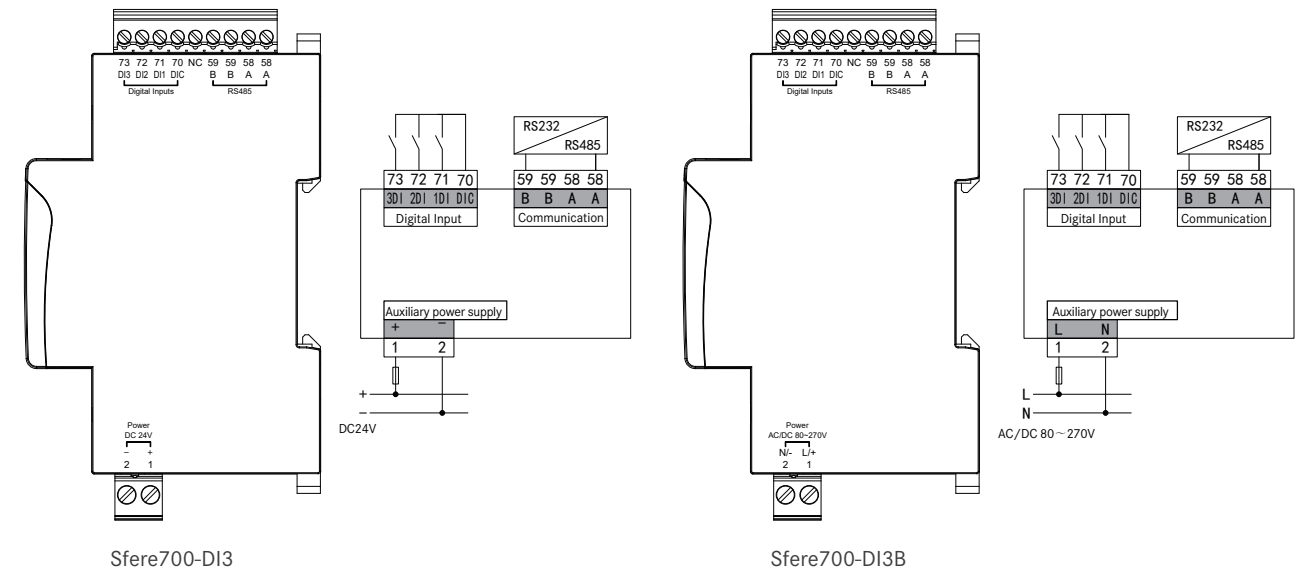 73 72 71 70 NC 59 59 58 58
DI3 DI2 DI1 DIC B B A A
Digital Inputs RS485
RS232
RS485
73 72 71 70
3DI 2DI 1DI DIC
Digital Input
59 59 58 58
B B A A
Communication
Auxiliary power supply
+ −
1 2
+
−
DC24V
Power
DC 24V
− +
2 1
Sfere700-DI3
73 72 71 70 NC 59 59 58 58
DI3 DI2 DI1 DIC B B A A
Digital Inputs RS485
RS232
RS485
73 72 71 70
3DI 2DI 1DI DIC
Digital Input
59 59 58 58
B B A A
Communication
Auxiliary power supply
L N
1 2
L
N
AC/DC 80～270V
Power
AC/DC 80~270V
N/- L/+
2 1
Sfere700-DI3B